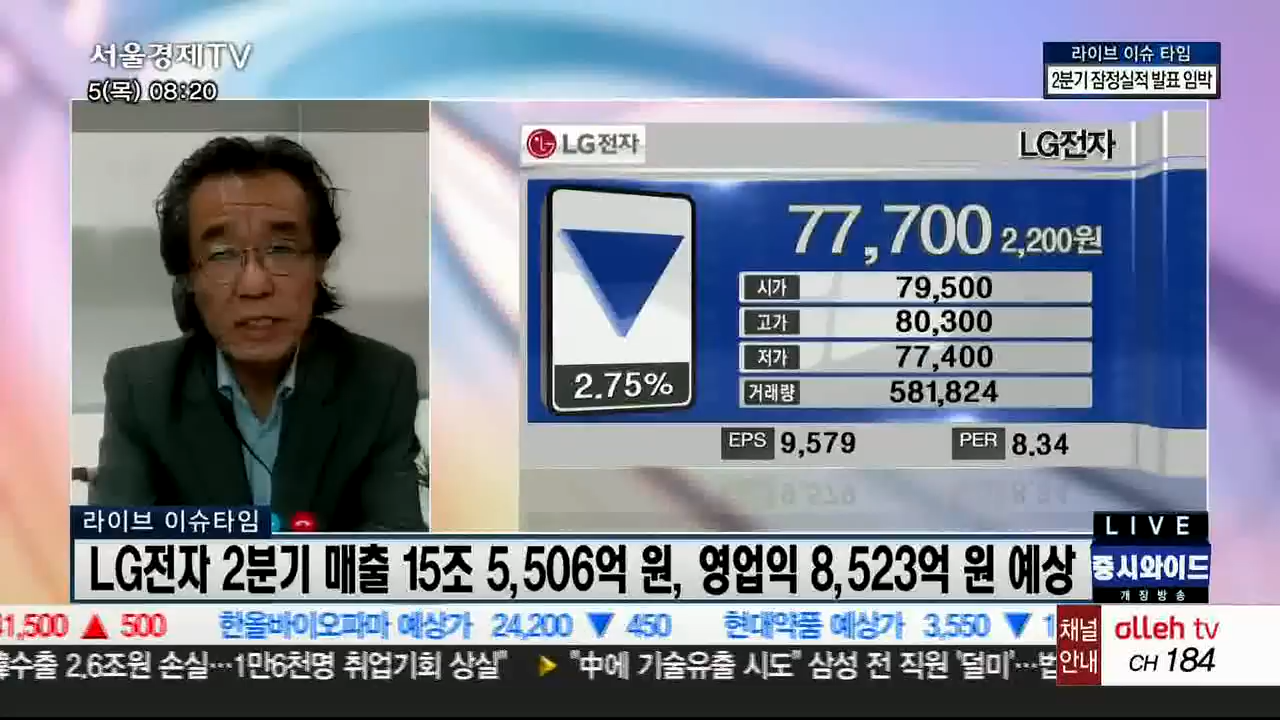 서울경제TV
5(목) 08:20
라이브 이슈 타임
2분기 잠정실적 발표 임박
LG전자
LG전자
77,700 2,200원
2.75%
시가 79,500
고가 80,300
저가 77,400
거래량 581,824
EPS 9,579
PER 8.34
라이브 이슈타임
LG전자 2분기 매출 15조 5,506억 원, 영업익 8,523억 원 예상
LIVE
증시와이드
개장방송
1,500 ▲ 500 한올바이오파마 예상가 24,200 ▼ 450 현대약품 예상가 3,550 ▼ 1
수출 2.6조원 손실…1만6천명 취업기회 상실" ▶ "中에 기술유출 시도" 삼성 전 직원 '덜미'…
채널안내
olleh tv
CH 184